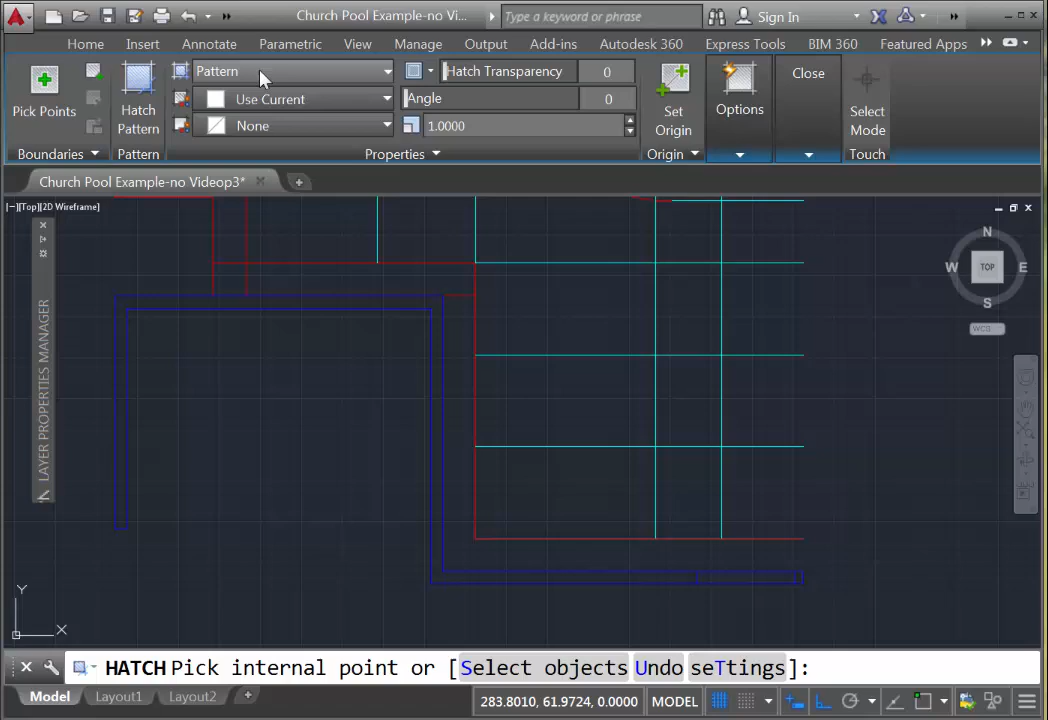 Church Pool Example-no Vi...
Type a keyword or phrase
Sign In
Home Insert Annotate Parametric View Manage Output Add-ins Autodesk 360 Express Tools BIM 360 Featured Apps
Pick Points
Boundaries
Hatch
Pattern
Pattern
Pattern
Use Current
None
Hatch Transparency 0
Angle 0
1.0000
Properties
Set
Origin
Origin
Options
Close
Select
Mode
Touch
Church Pool Example-no Videop3*
[−][Top][2D Wireframe]
LAYER PROPERTIES MANAGER
N
W TOP E
S
WCS
Y
X
HATCH Pick internal point or [Select objects Undo seTtings]:
Model Layout1 Layout2
283.8010, 61.9724, 0.0000 MODEL